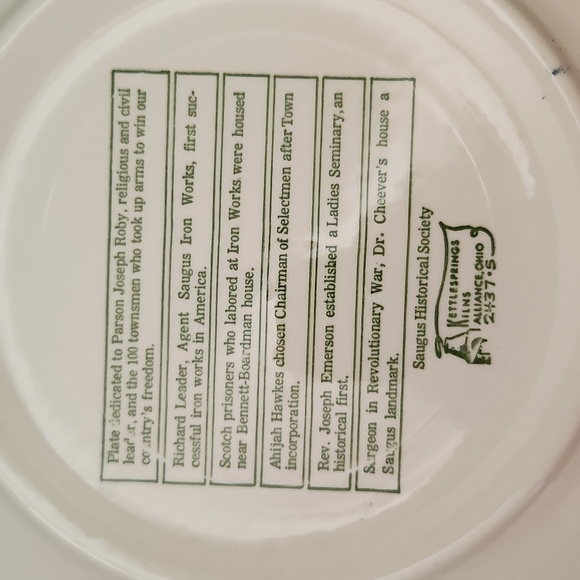 Plate dedicated to Parson Joseph Roby, religious and civil
leader, and the 100 townsmen who took up arms to win our
country's freedom.
Richard Leader, Agent Saugus Iron Works, first suc-
cessful iron works in America.
Scotch prisoners who labored at Iron Works were housed
near Bennett-Boardman house.
Ahijah Hawkes chosen Chairman of Selectmen after Town
incorporation.
Rev. Joseph Emerson established a Ladies Seminary, an
historical first.
Surgeon in Revolutionary War; Dr. Cheever's house a
Saugus landmark.
Saugus Historical Society
KETTLESPRINGS
KILNS
ALLIANCE, OHIO
2437·S